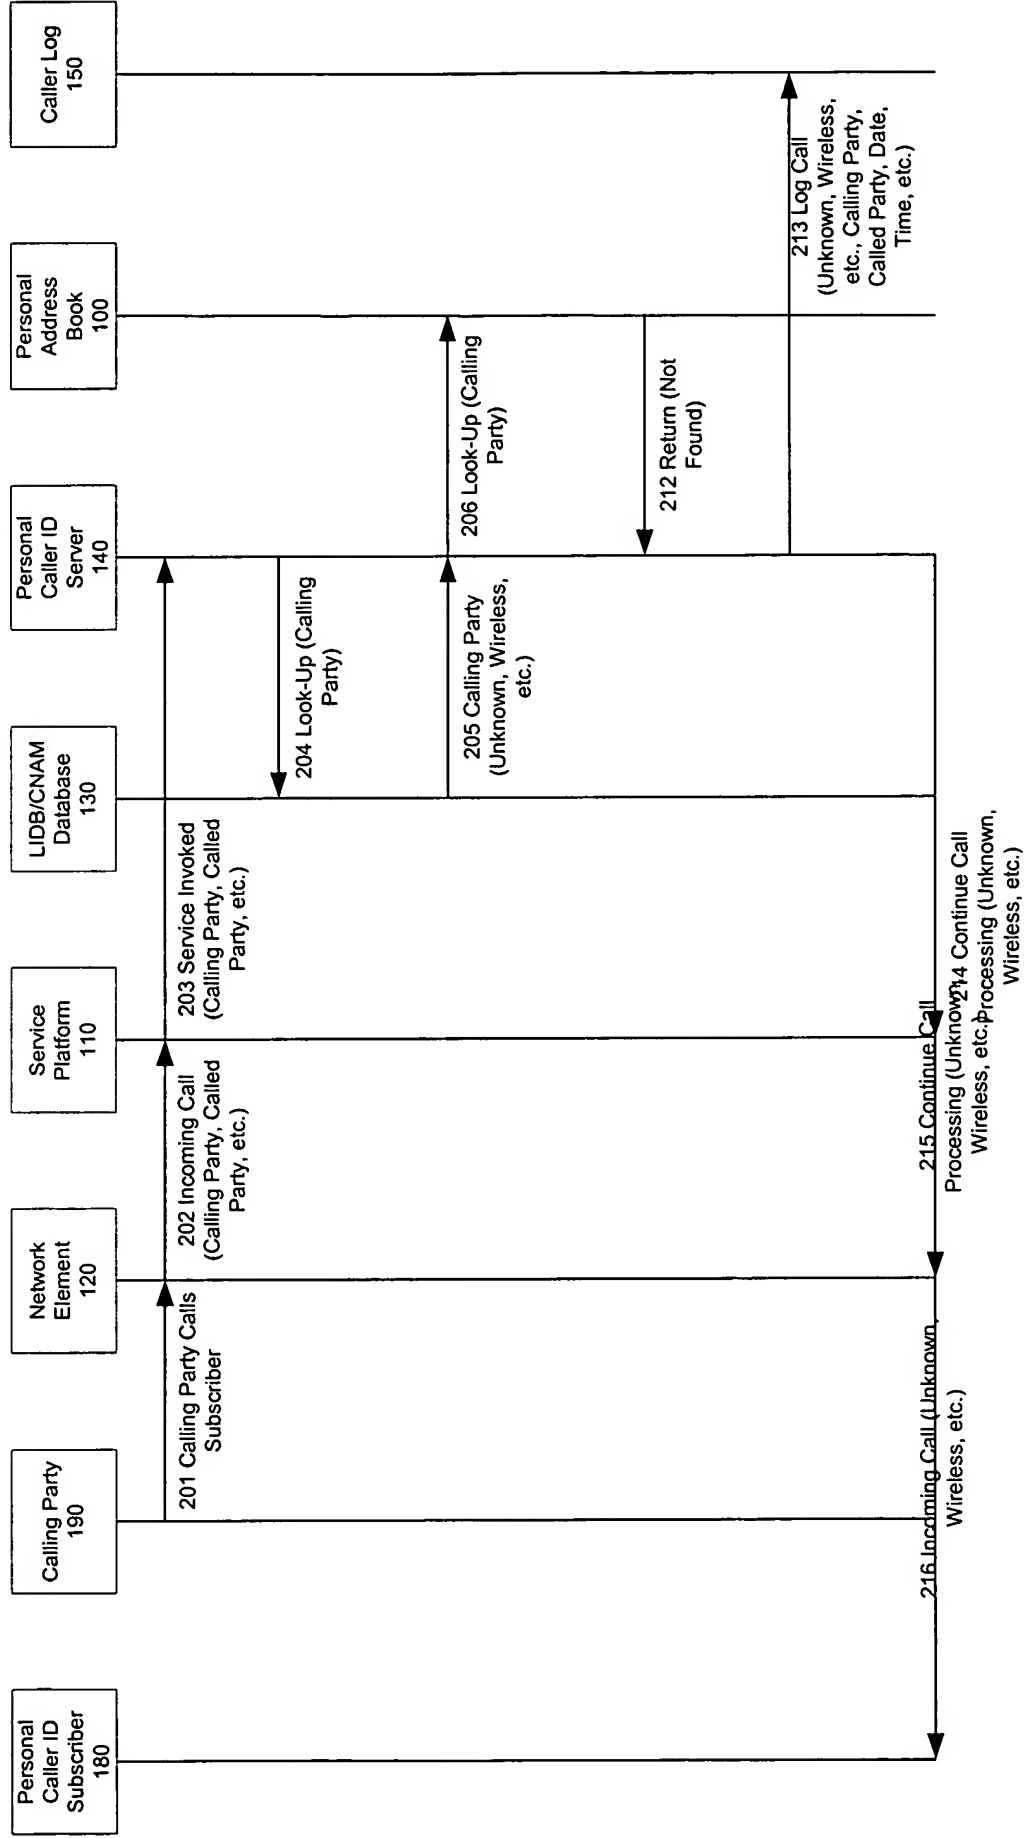 Personal
Caller ID
Subscriber
180
Calling Party
190
Network
Element
120
Service
Platform
110
LIDB/CNAM
Database
130
Personal
Caller ID
Server
140
Personal
Address
Book
100
Caller Log
150
201 Calling Party Calls
Subscriber
202 Incoming Call
(Calling Party, Called
Party, etc.)
203 Service Invoked
(Calling Party, Called
Party, etc.)
204 Look-Up (Calling
Party)
205 Calling Party
(Unknown, Wireless,
etc.)
206 Look-Up (Calling
Party)
212 Return (Not
Found)
213 Log Call
(Unknown, Wireless,
etc., Calling Party,
Called Party, Date,
Time, etc.)
214 Continue Call
Processing (Unknown,
Wireless, etc.)
215 Continue Call
Processing (Unknown,
Wireless, etc.)
216 Incoming Call (Unknown,
Wireless, etc.)